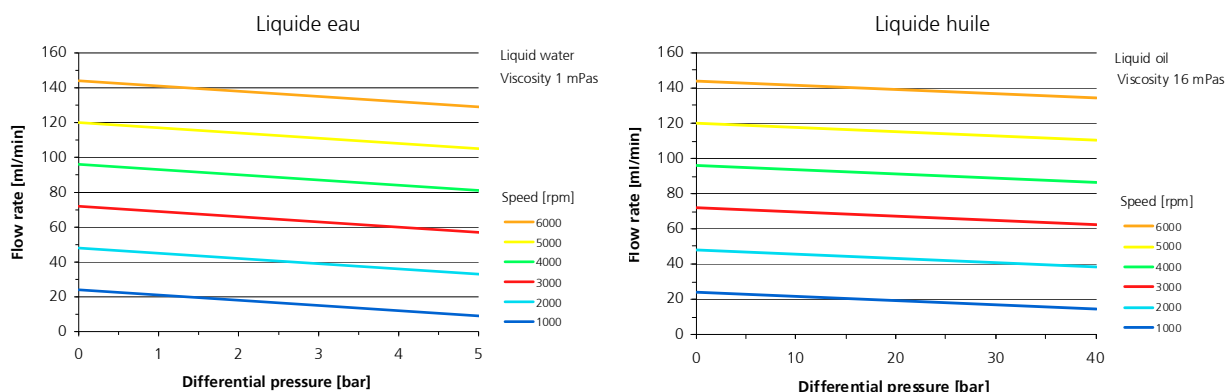 Liquide eau
160
140
120
100
80
60
40
20
0
0 1 2 3 4 5
Flow rate [ml/min]
Differential pressure [bar]
Liquid water
Viscosity 1 mPas
Speed [rpm]
6000
5000
4000
3000
2000
1000
Liquide huile
160
140
120
100
80
60
40
20
0
0 10 20 30 40
Flow rate [ml/min]
Differential pressure [bar]
Liquid oil
Viscosity 16 mPas
Speed [rpm]
6000
5000
4000
3000
2000
1000